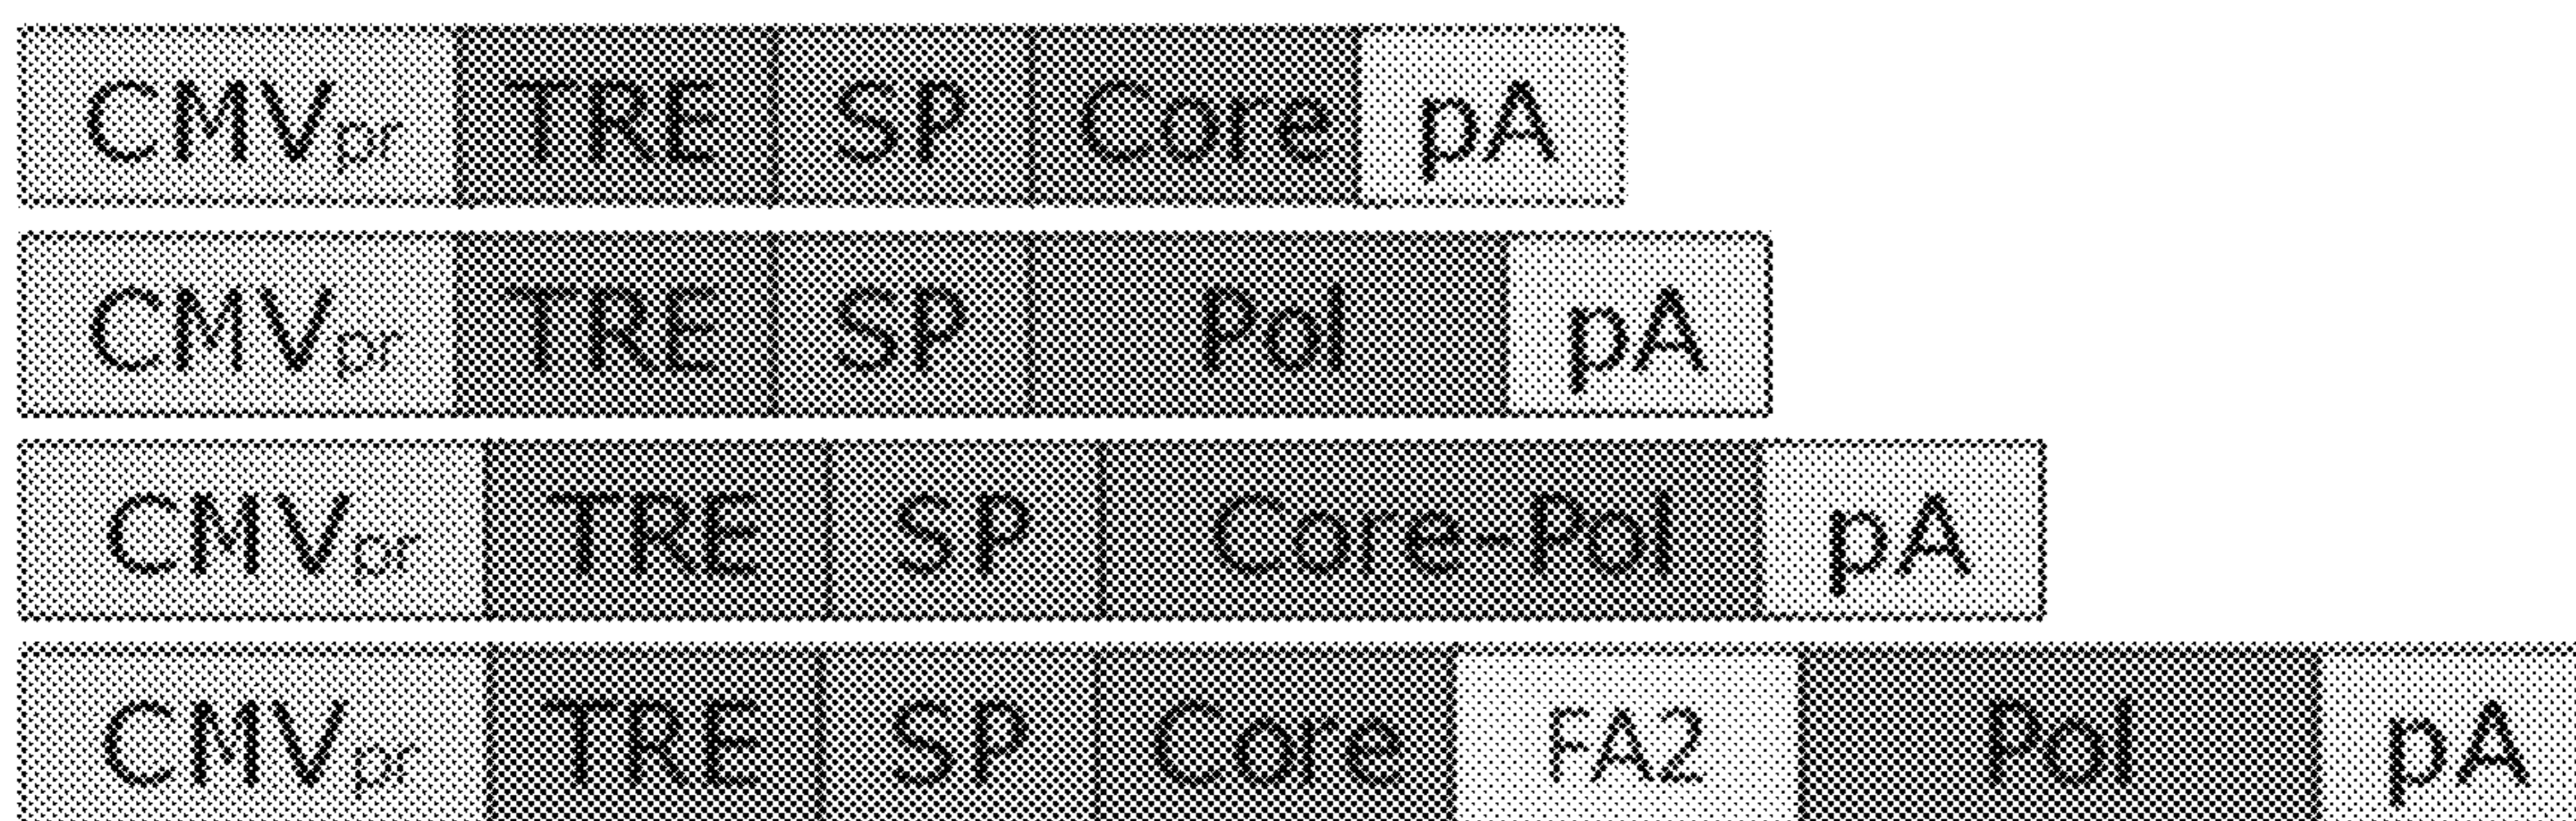 CMVpr TRE SP Core pA
CMVpr TRE SP Pol pA
CMVpr TRE SP Core-Pol pA
CMVpr TRE SP Core FA2 Pol pA